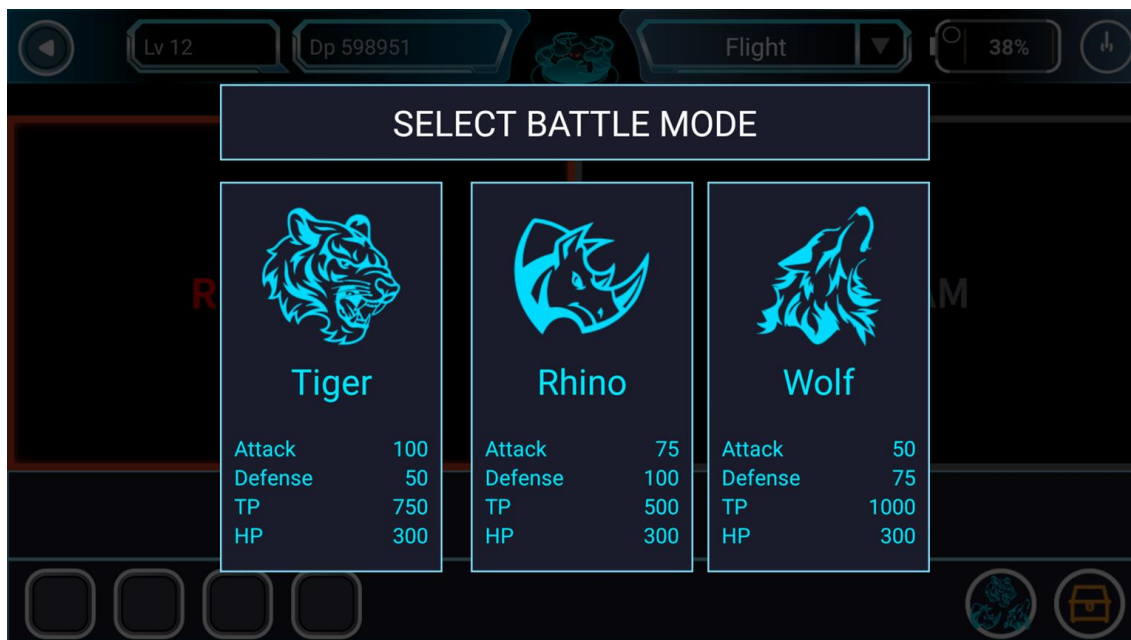 Lv 12
Dp 598951
Flight
38%
SELECT BATTLE MODE
Tiger
Attack 100
Defense 50
TP 750
HP 300
Rhino
Attack 75
Defense 100
TP 500
HP 300
Wolf
Attack 50
Defense 75
TP 1000
HP 300